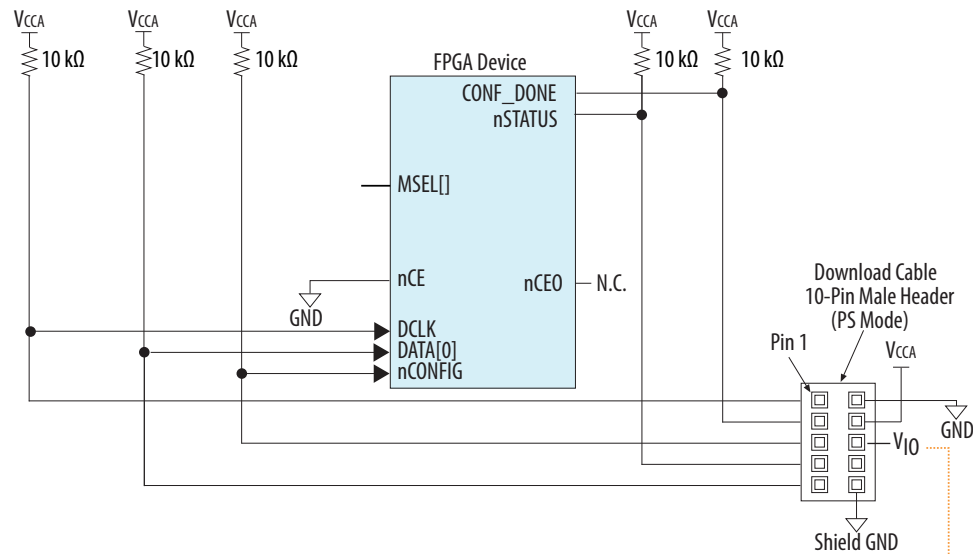 VCCA VCCA VCCA VCCA VCCA
10 kΩ 10 kΩ 10 kΩ 10 kΩ 10 kΩ
FPGA Device
CONF_DONE
nSTATUS
MSEL[]
nCE
nCEO N.C.
GND
DCLK
DATA[0]
nCONFIG
Download Cable
10-Pin Male Header
(PS Mode)
Pin 1
VCCA
GND
VIO
Shield GND